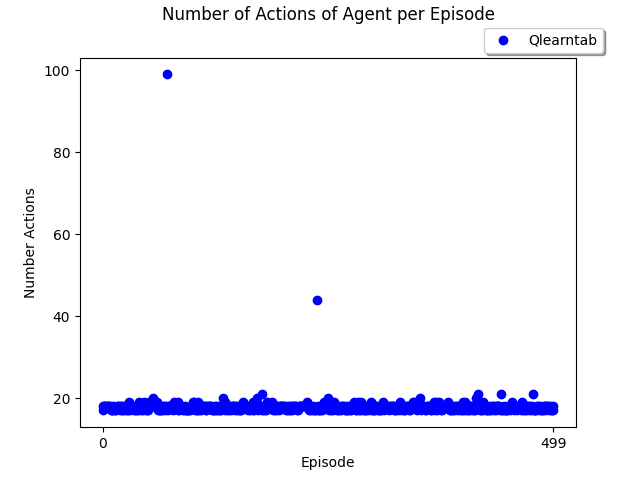 Number of Actions of Agent per Episode
Qlearntab
100
80
60
40
20
Number Actions
0
499
Episode